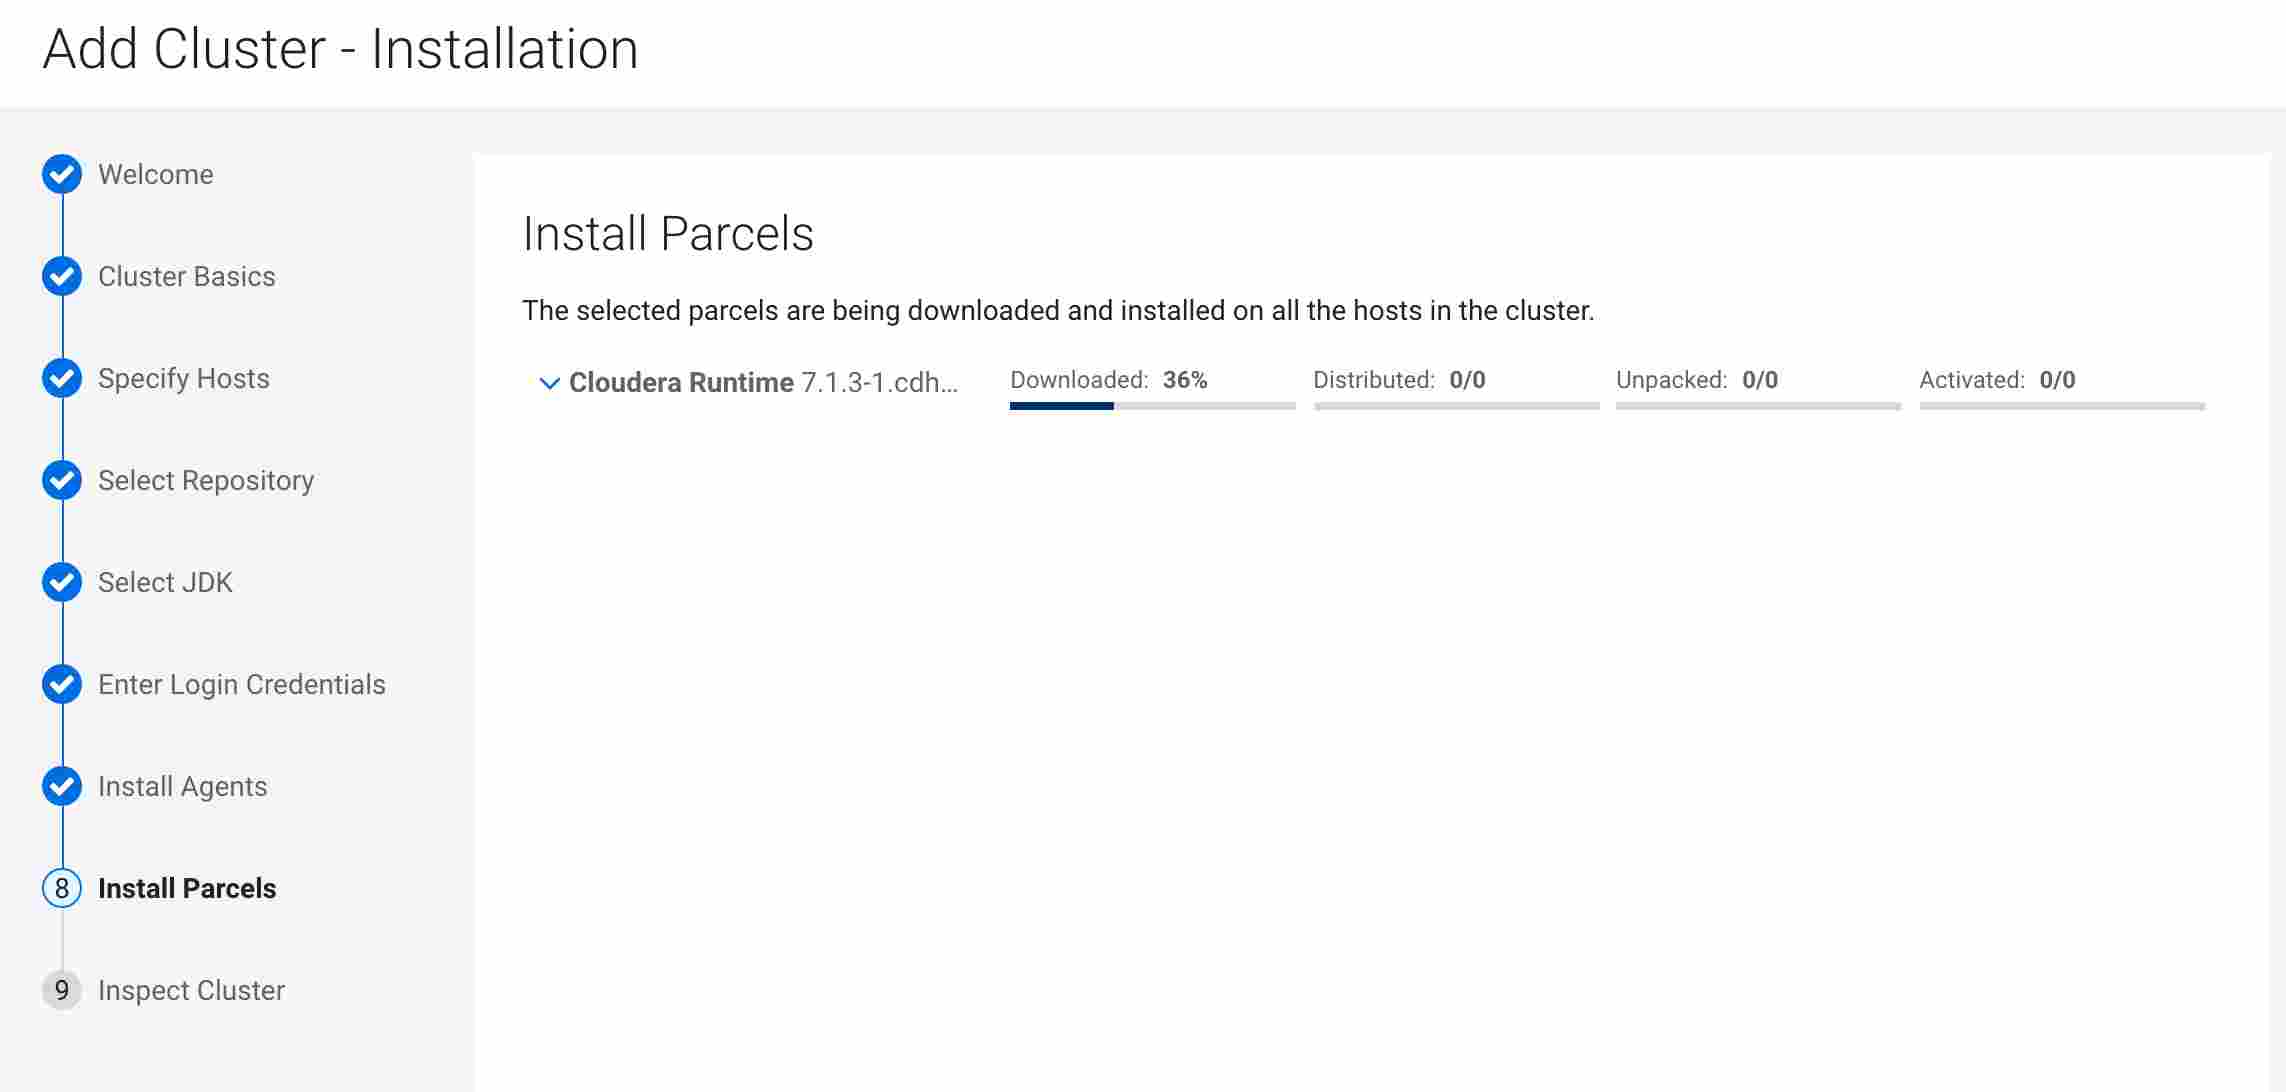 Add Cluster - Installation
Welcome
Cluster Basics
Specify Hosts
Select Repository
Select JDK
Enter Login Credentials
Install Agents
8 Install Parcels
9 Inspect Cluster
Install Parcels
The selected parcels are being downloaded and installed on all the hosts in the cluster.
Cloudera Runtime 7.1.3-1.cdh... Downloaded: 36% Distributed: 0/0 Unpacked: 0/0 Activated: 0/0